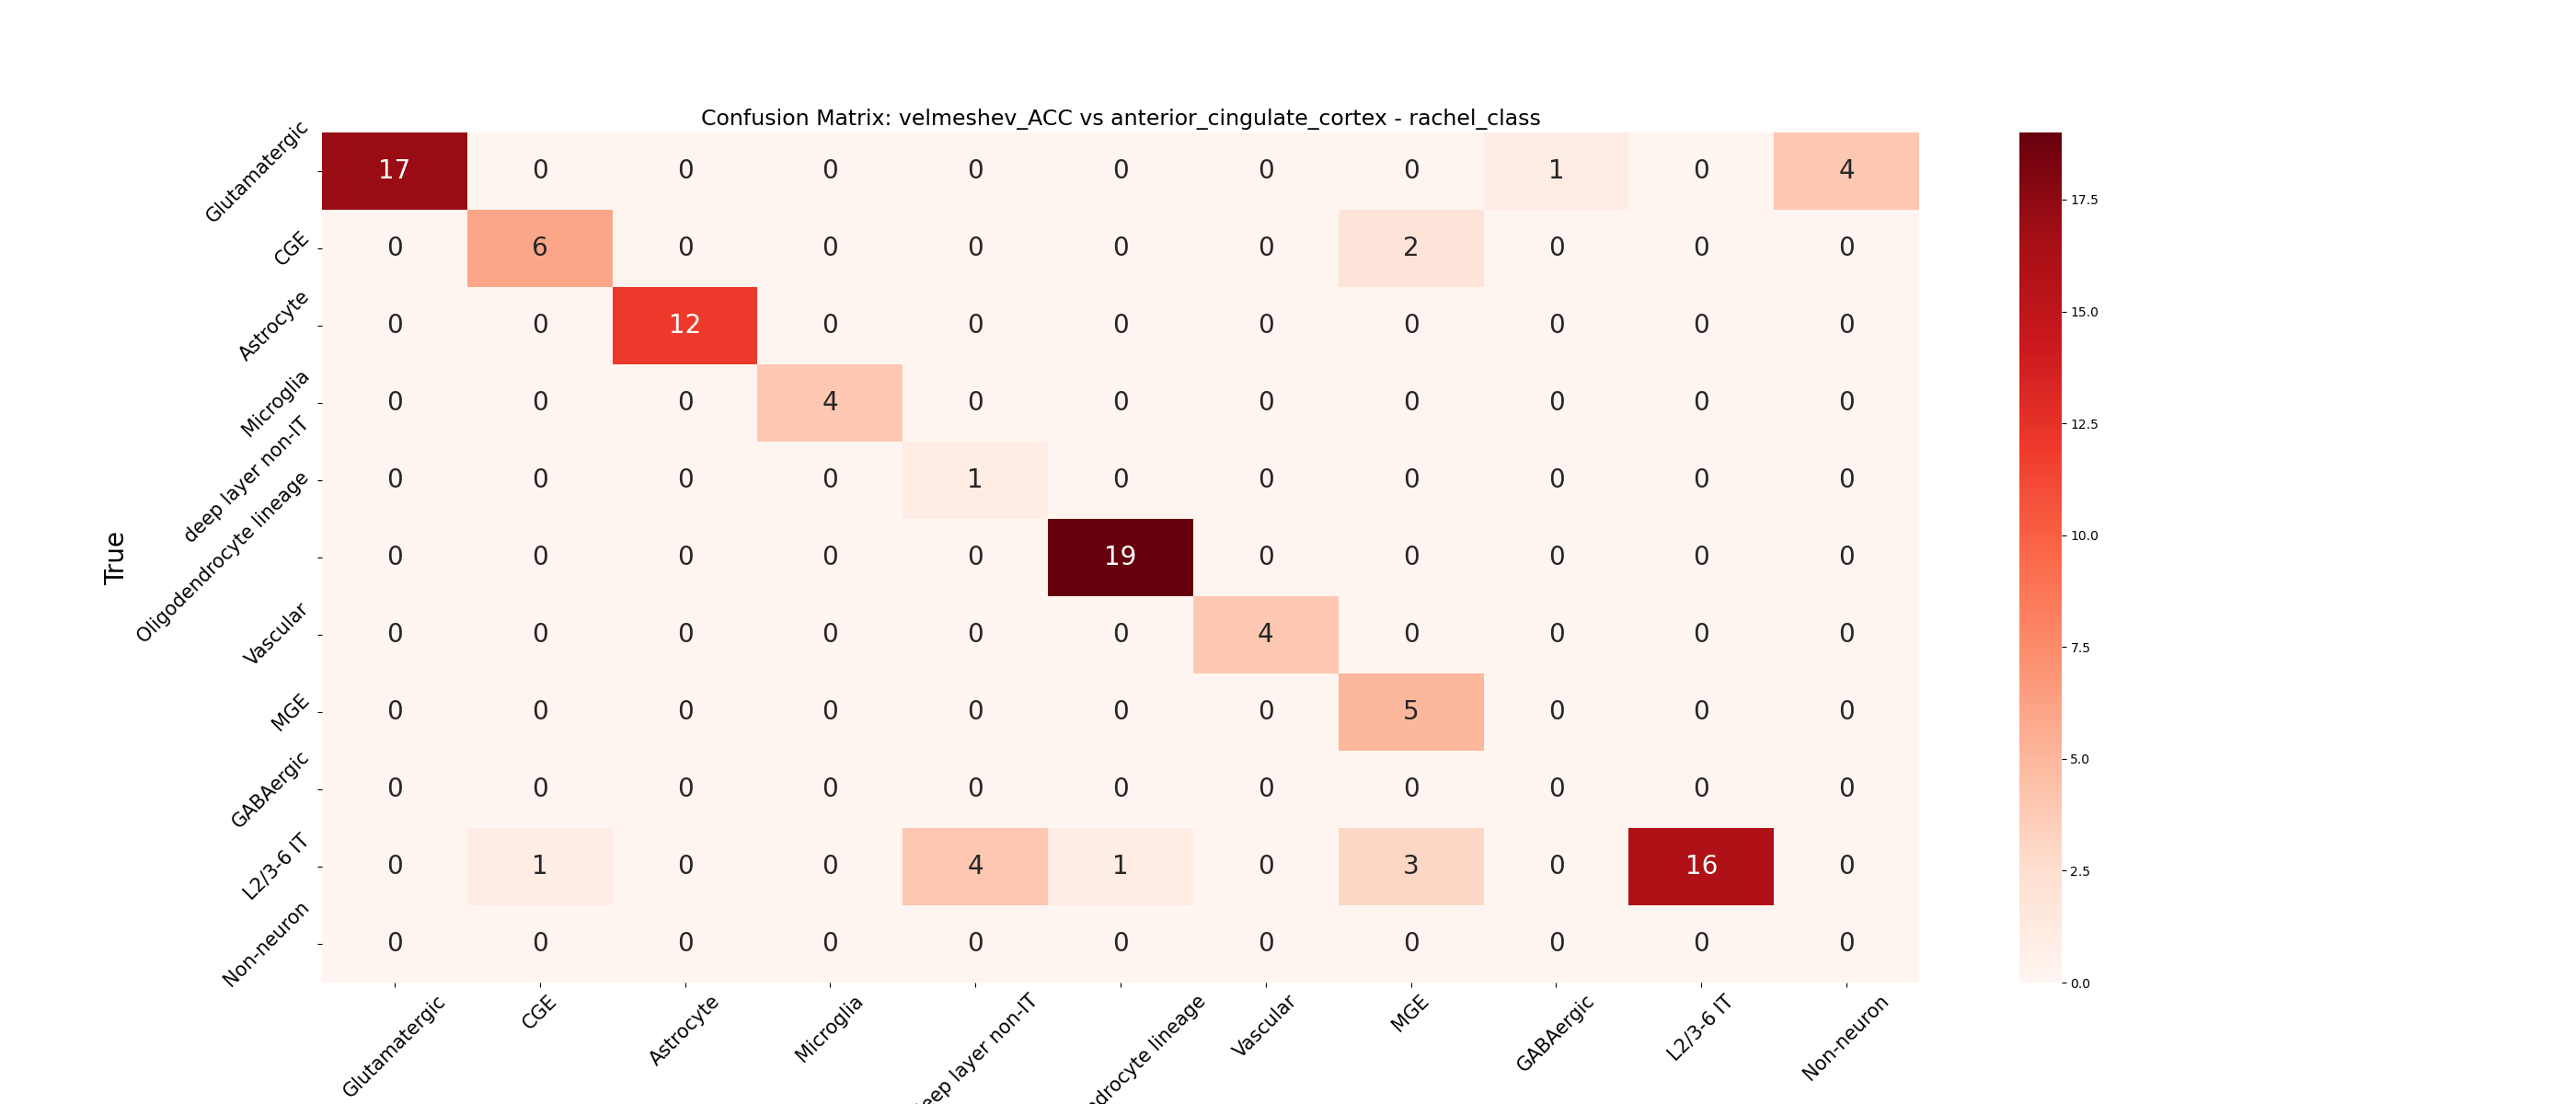 Confusion Matrix: velmeshev_ACC vs anterior_cingulate_cortex - rachel_class
True
Glutamatergic 17 0 0 0 0 0 0 0 1 0 4
CGE 0 6 0 0 0 0 0 2 0 0 0
Astrocyte 0 0 12 0 0 0 0 0 0 0 0
Microglia 0 0 0 4 0 0 0 0 0 0 0
deep layer non-IT 0 0 0 0 1 0 0 0 0 0 0
Oligodendrocyte lineage 0 0 0 0 0 19 0 0 0 0 0
Vascular 0 0 0 0 0 0 4 0 0 0 0
MGE 0 0 0 0 0 0 0 5 0 0 0
GABAergic 0 0 0 0 0 0 0 0 0 0 0
L2/3-6 IT 0 1 0 0 4 1 0 3 0 16 0
Non-neuron 0 0 0 0 0 0 0 0 0 0 0
Glutamatergic
CGE
Astrocyte
Microglia
eep layer non-IT
ndrocyte lineage
Vascular
MGE
GABAergic
L2/3-6 IT
Non-neuron
17.5
15.0
12.5
10.0
7.5
5.0
2.5
0.0